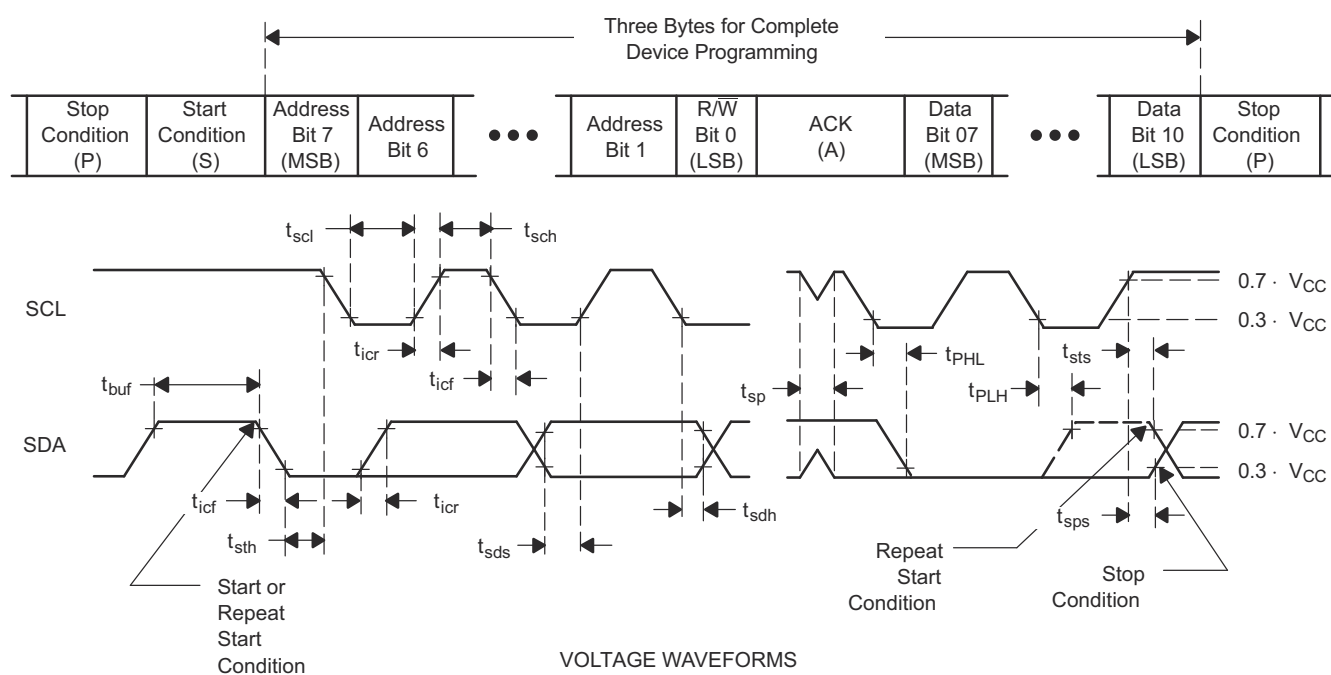 Three Bytes for Complete
Device Programming
Stop
Condition
(P)
Start
Condition
(S)
Address
Bit 7
(MSB)
Address
Bit 6
•••
Address
Bit 1
R/W̅
Bit 0
(LSB)
ACK
(A)
Data
Bit 07
(MSB)
•••
Data
Bit 10
(LSB)
Stop
Condition
(P)
tscl
tsch
SCL
0.7 · VCC
0.3 · VCC
ticr
ticf
tPHL
tsts
tbuf
tsp
tPLH
SDA
0.7 · VCC
0.3 · VCC
ticf
ticr
tsth
tsds
tsdh
tsps
Start or
Repeat
Start
Condition
Repeat
Start
Condition
Stop
Condition
VOLTAGE WAVEFORMS